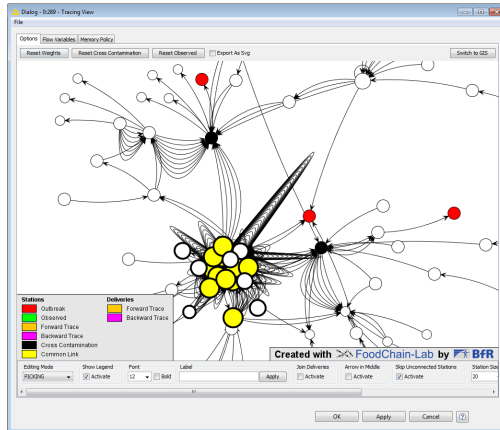 Dialog - 0:289 - Tracing View
File
Options Flow Variables Memory Policy
Reset Weights Reset Cross Contamination Reset Observed Export As Svg Switch to GIS
Stations Deliveries
Outbreak Forward Trace
Observed Backward Trace
Forward Trace
Backward Trace
Cross Contamination
Common Link
Created with FoodChain-Lab by BfR
Editing Mode Show Legend Font Label Join Deliveries Arrow in Middle Skip Unconnected Stations Station Size
PICKING Activate 12 Bold Apply Activate Activate Activate 20
OK Apply Cancel ?